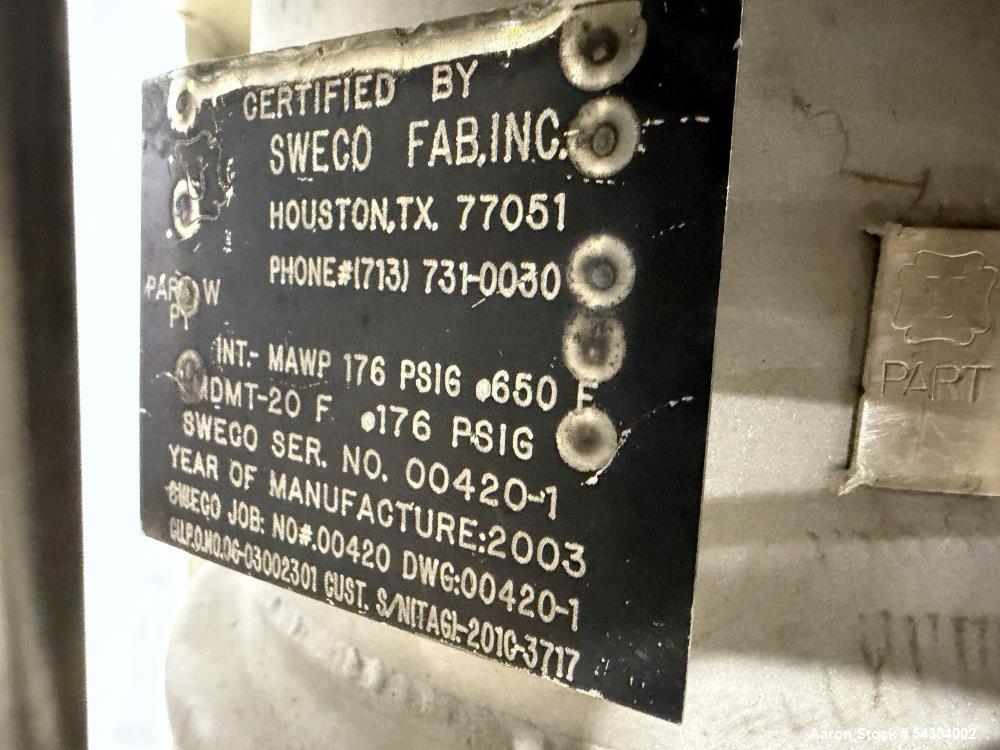 CERTIFIED BY
SWECO FAB,INC.
HOUSTON,TX. 77051
PHONE#(713) 731-0030
W
INT.- MAWP 176 PSIG @650 F
MDMT-20 F @176 PSIG
SWECO SER. NO. 00420-1
YEAR OF MANUFACTURE:2003
SWECO JOB: NO#.00420 DWG:00420-1
CUST. S/N(TAG)-201C-3717
PART
Aaron Stock # 54304002